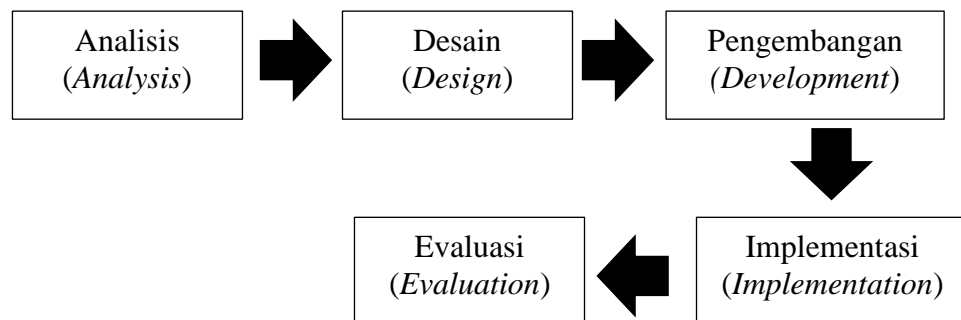 Analisis
(Analysis)
Desain
(Design)
Pengembangan
(Development)
Implementasi
(Implementation)
Evaluasi
(Evaluation)